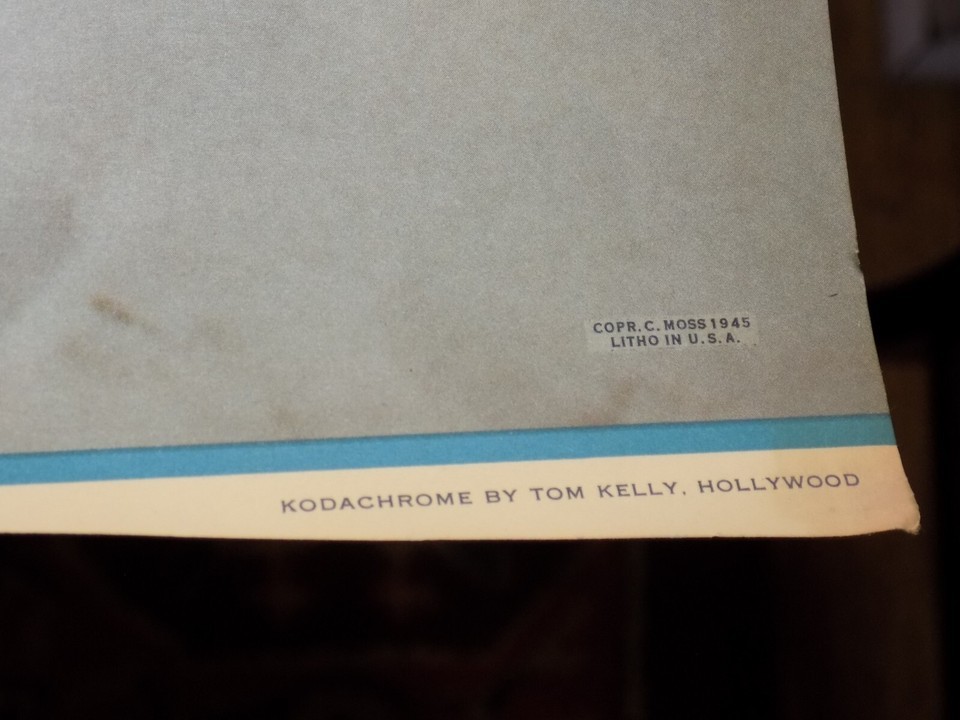 COPR. C. MOSS 1945
LITHO IN U.S.A.
KODACHROME BY TOM KELLY, HOLLYWOOD